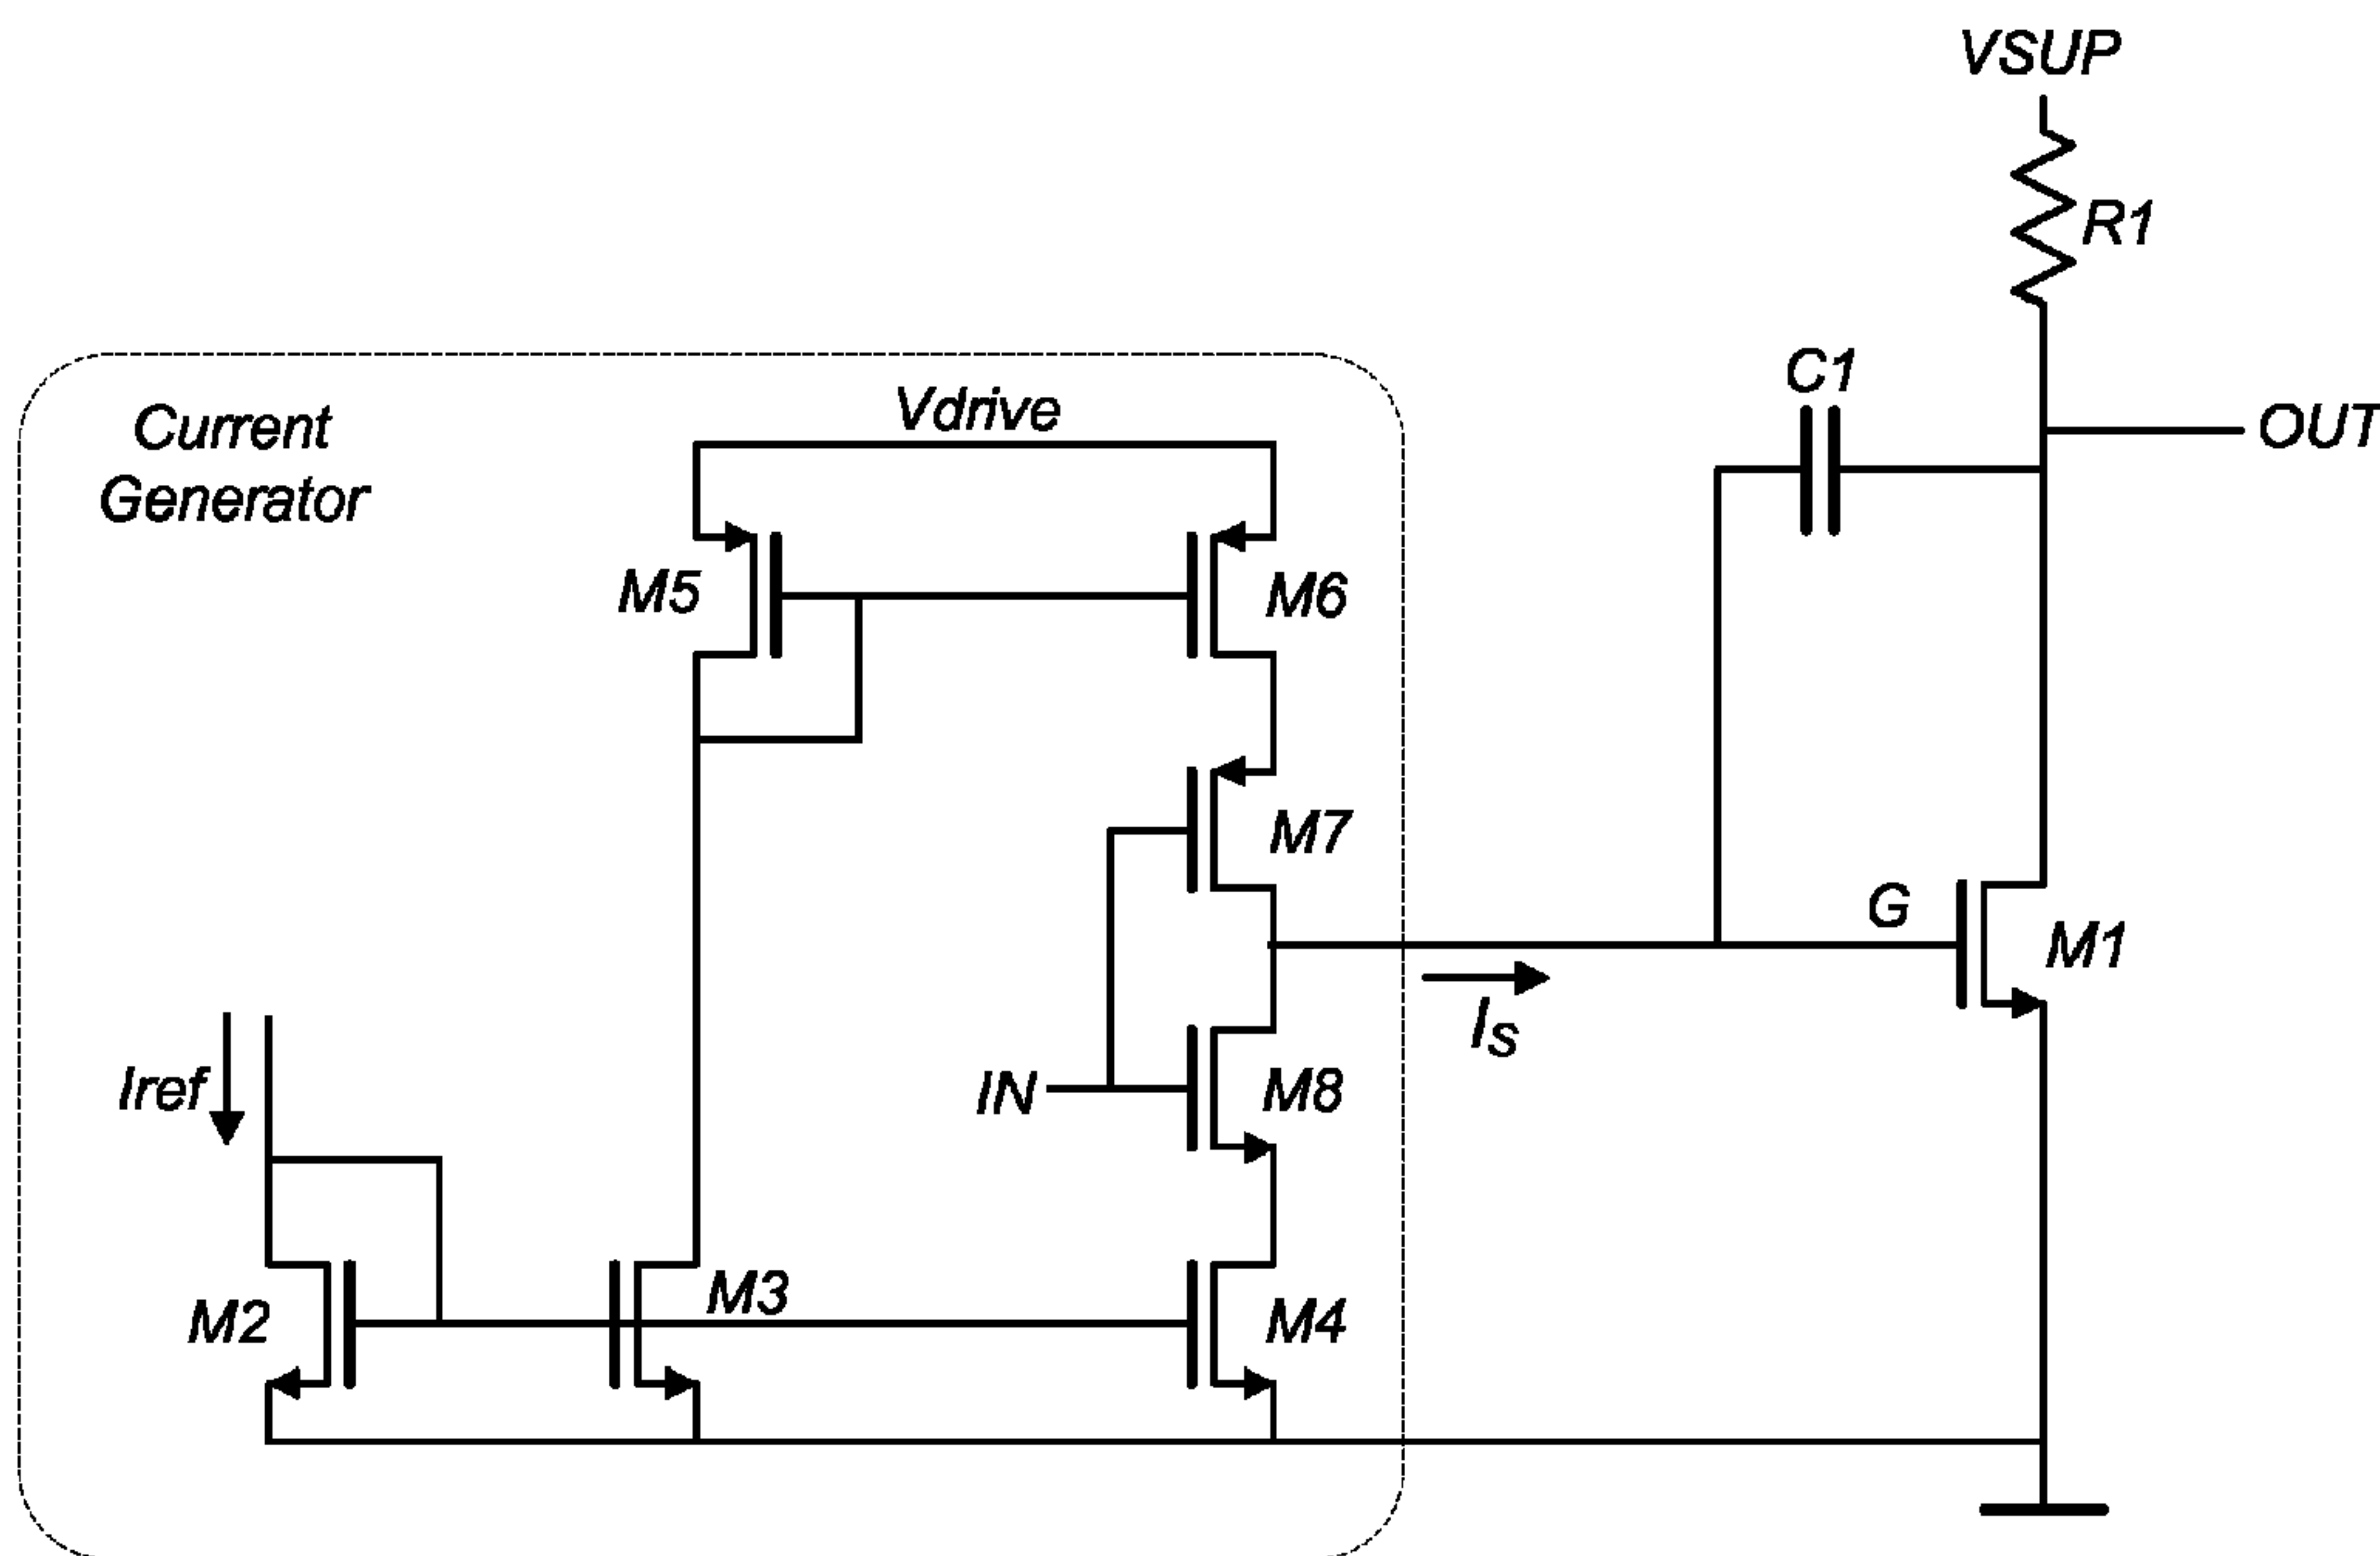 VSUP
R1
C1
OUT
Current
Generator
Vdrive
M5
M6
M7
G
M1
IS
Iref
IN
M8
M2
M3
M4